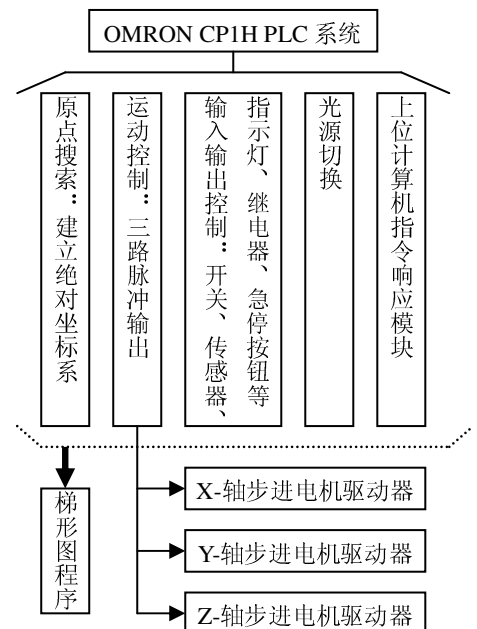 OMRON CP1H PLC 系统
原点搜索：建立绝对坐标系
运动控制：三路脉冲输出
输入输出控制：开关、传感器、
指示灯、继电器、急停按钮等
光源切换
上位计算机指令响应模块
梯形图程序
X-轴步进电机驱动器
Y-轴步进电机驱动器
Z-轴步进电机驱动器